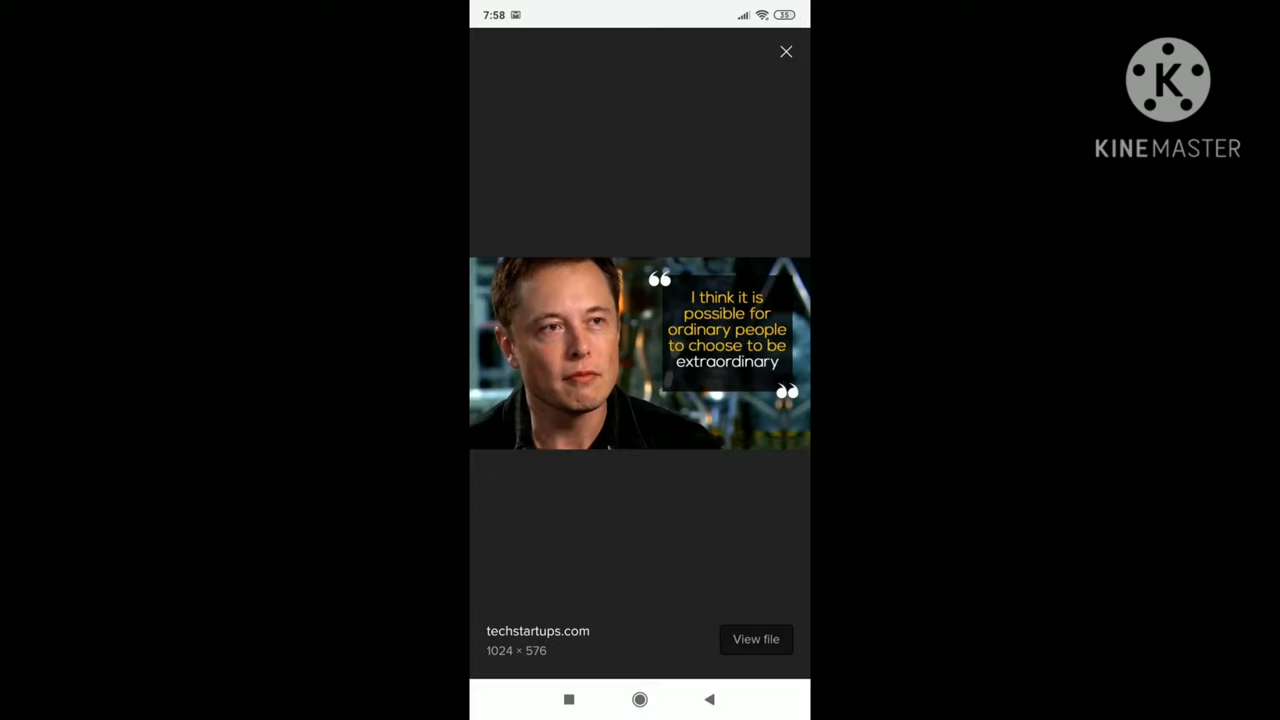 7:58
35
K
KINEMASTER
“
I think it is
possible for
ordinary people
to choose to be
extraordinary
”
techstartups.com
1024 × 576
View file